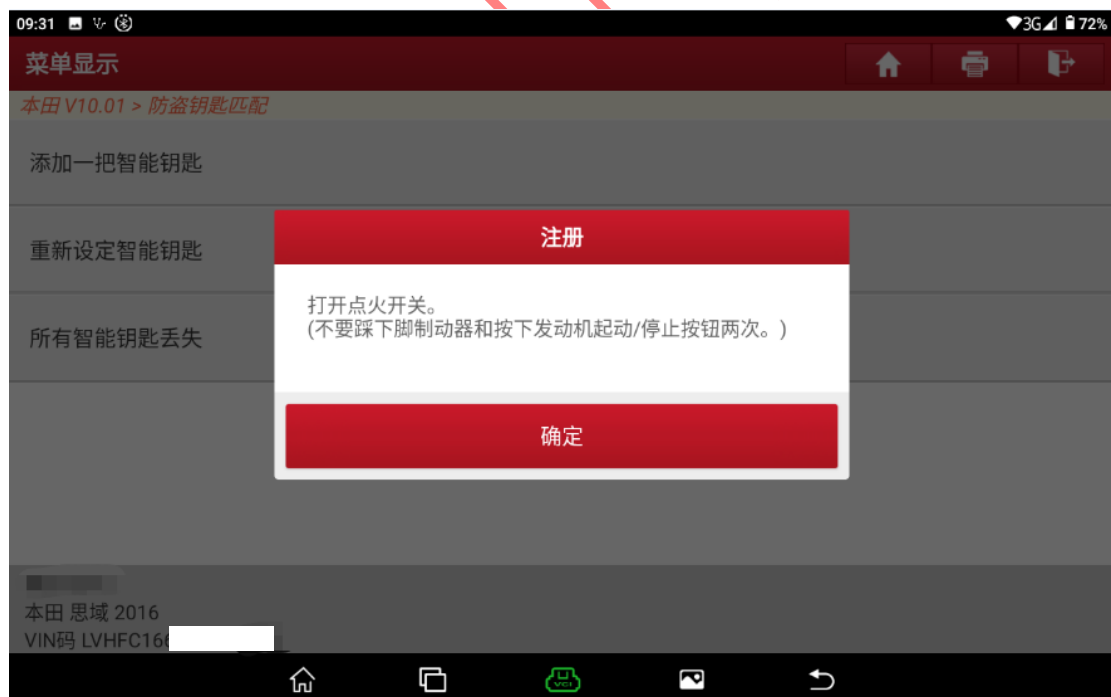 09:31
3G 72%
菜单显示
本田 V10.01 > 防盗钥匙匹配
添加一把智能钥匙
重新设定智能钥匙
所有智能钥匙丢失
注册
打开点火开关。
(不要踩下脚制动器和按下发动机起动/停止按钮两次。)
确定
本田 思域 2016
VIN码 LVHFC16
VCI